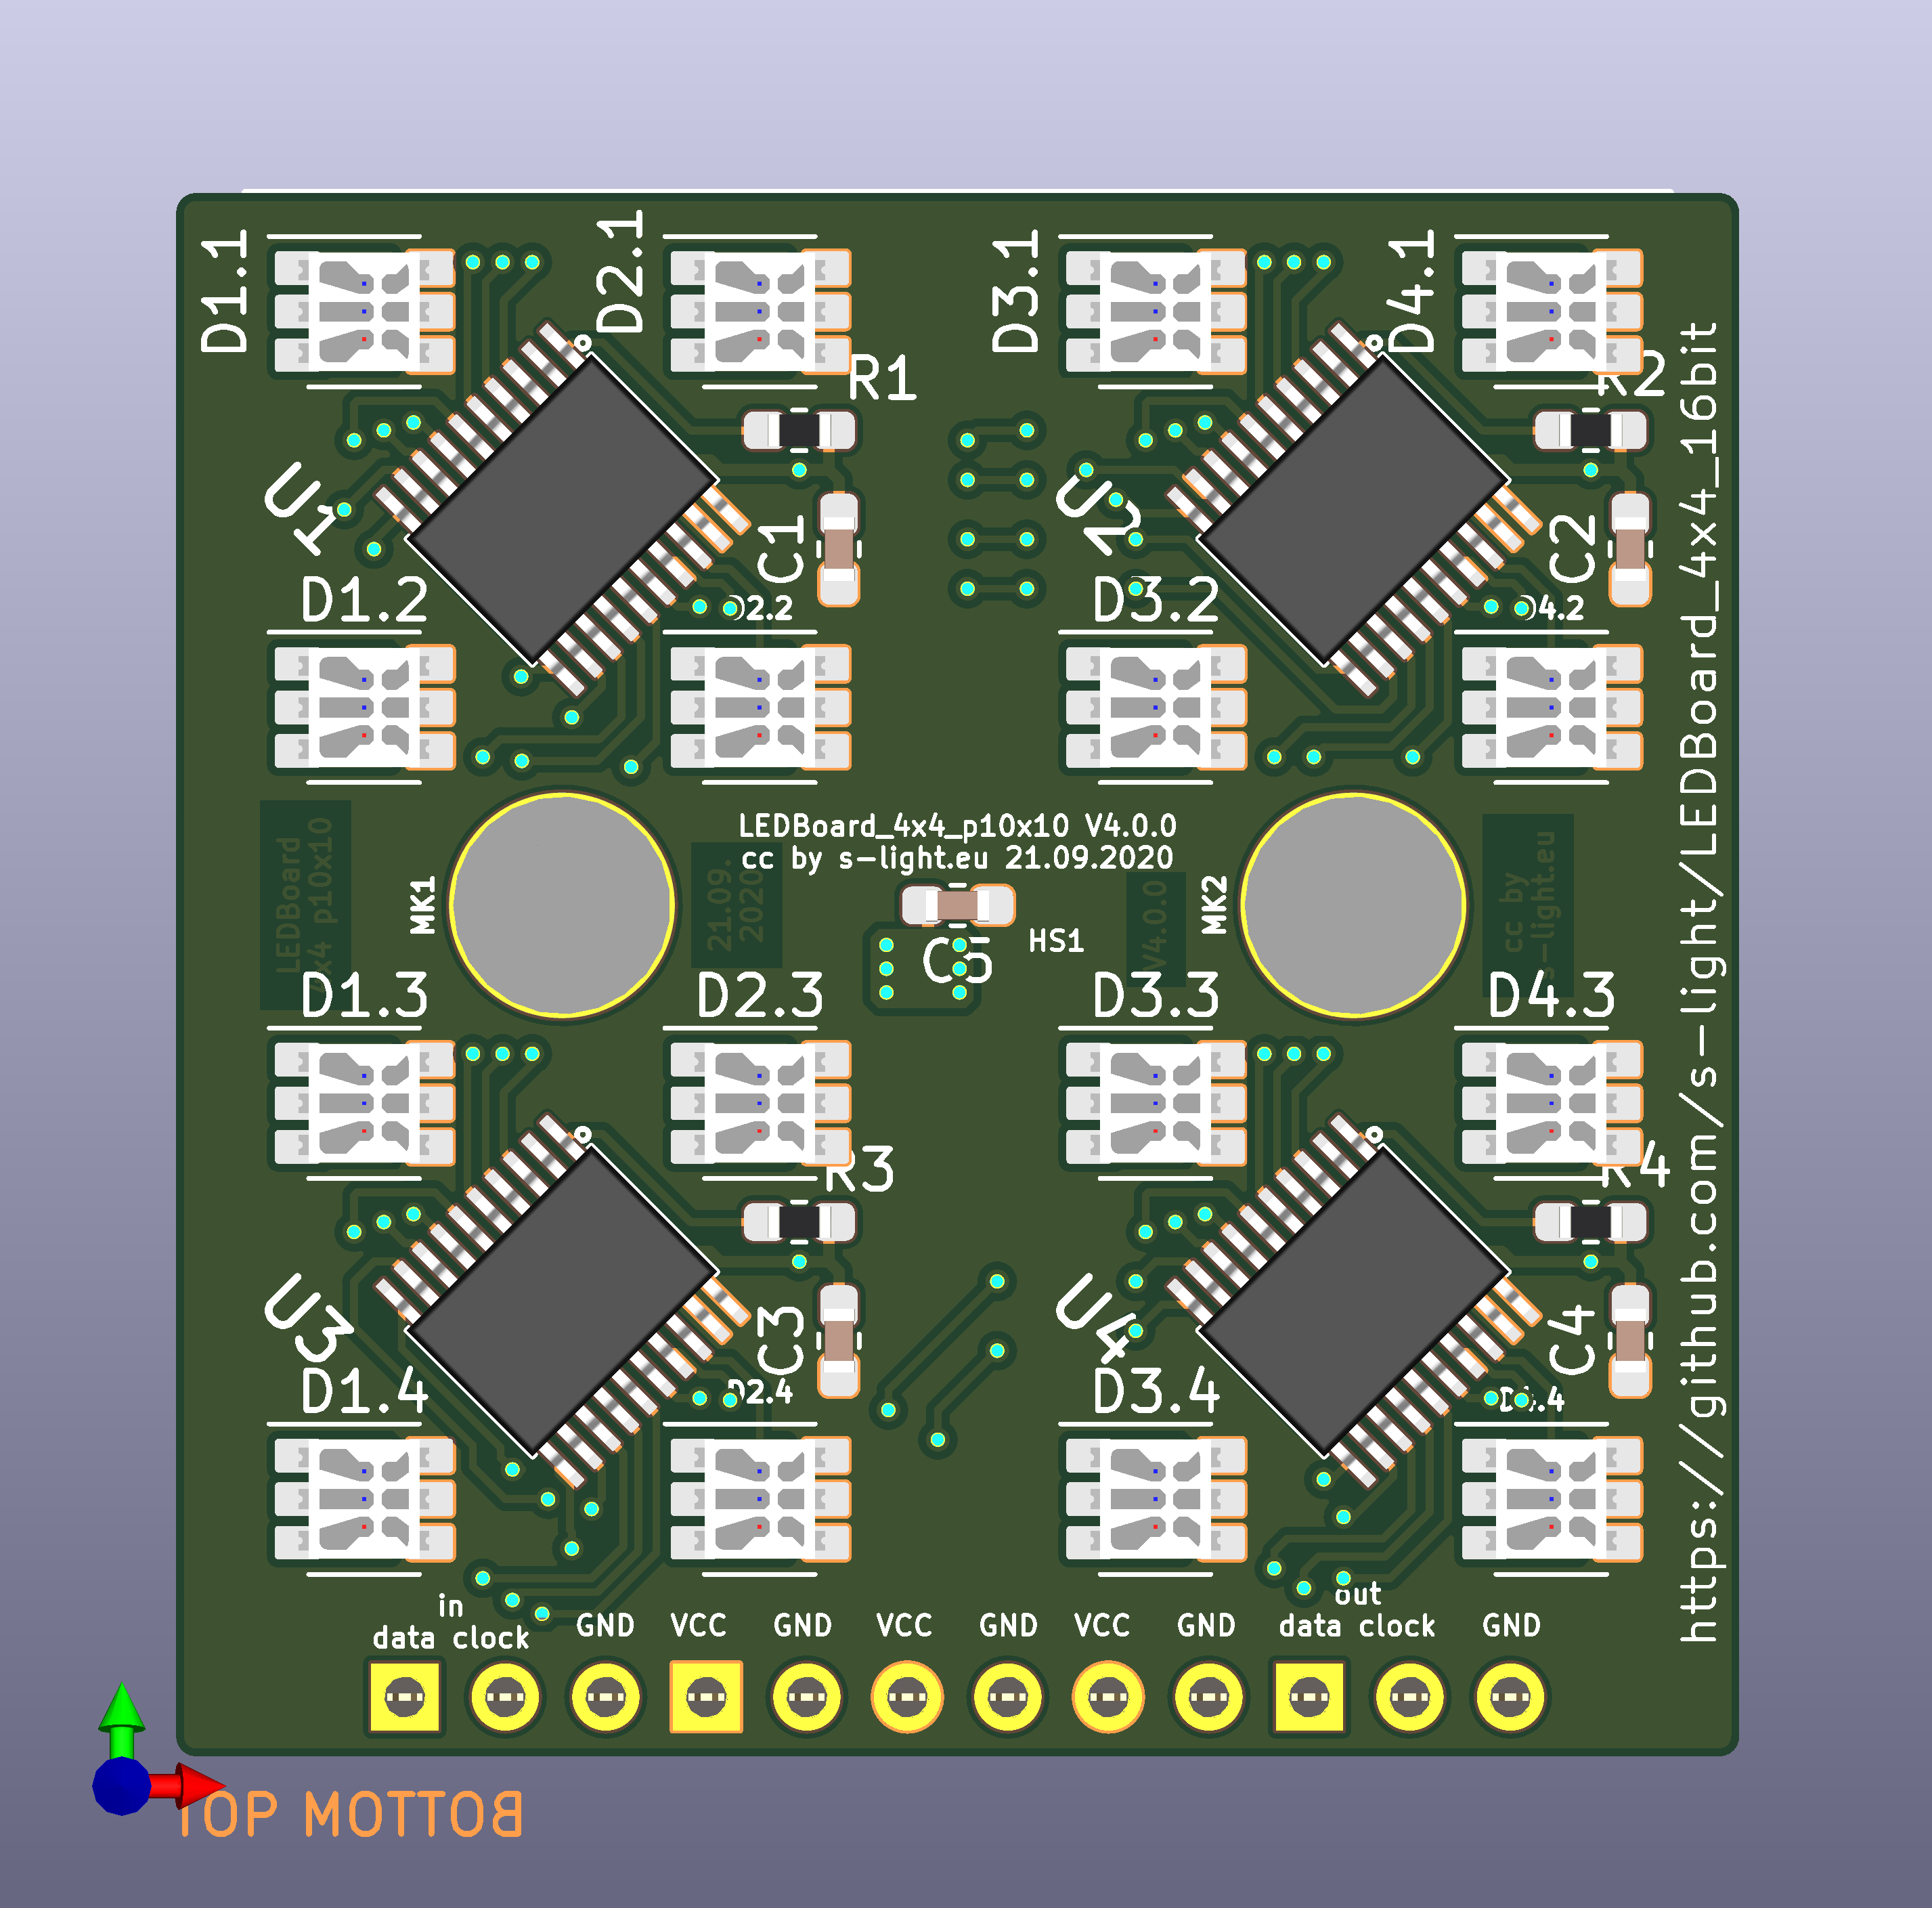 D1.1
D2.1
D3.1
D4.1
R1
R2
U1
C1
U2
C2
D1.2
D2.2
D3.2
D4.2
https://github.com/s-light/LEDBoard_4x4_16bit
LEDBoard_4x4_p10x10 V4.0.0
cc by s-light.eu 21.09.2020
LEDBoard
4x4 p10x10
MK1
21.09.
2020
C5
HS1
V4.0.0
MK2
cc by
s-light.eu
D1.3
D2.3
D3.3
D4.3
R3
R4
U3
C3
U4
C4
D1.4
D2.4
D3.4
D4.4
in
data clock
GND
VCC
GND
VCC
GND
VCC
GND
out
data clock
GND
TOP
BOTTOM